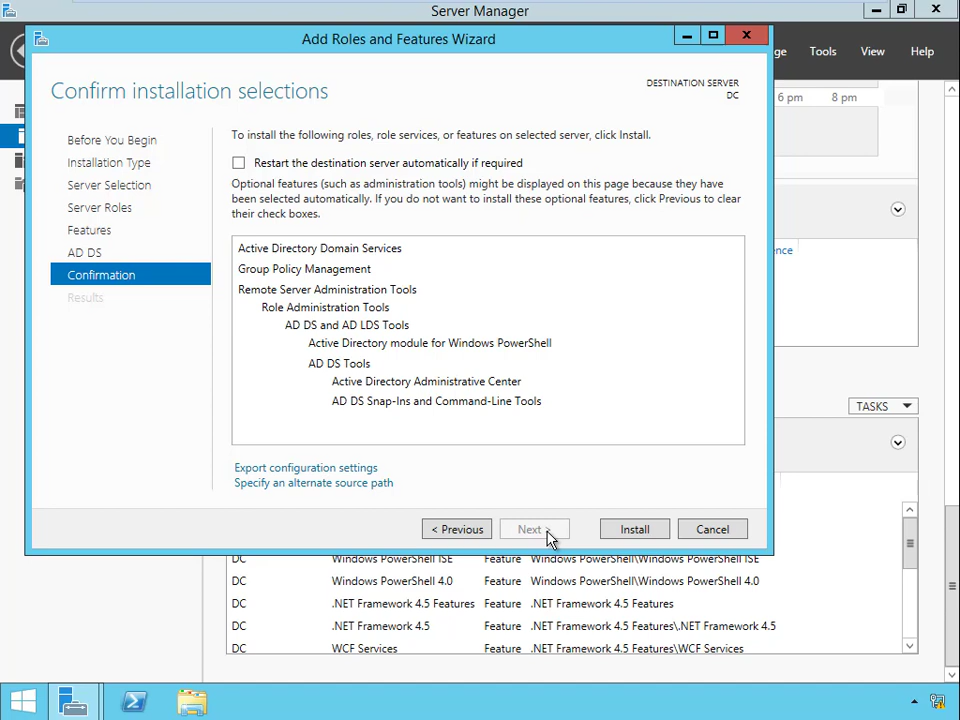 Server Manager
Add Roles and Features Wizard
ge Tools View Help
Confirm installation selections
DESTINATION SERVER
DC
6 pm 8 pm
Before You Begin
Installation Type
Server Selection
Server Roles
Features
AD DS
Confirmation
Results
To install the following roles, role services, or features on selected server, click Install.
Restart the destination server automatically if required
Optional features (such as administration tools) might be displayed on this page because they have
been selected automatically. If you do not want to install these optional features, click Previous to clear
their check boxes.
Active Directory Domain Services
Group Policy Management
Remote Server Administration Tools
Role Administration Tools
AD DS and AD LDS Tools
Active Directory module for Windows PowerShell
AD DS Tools
Active Directory Administrative Center
AD DS Snap-Ins and Command-Line Tools
Export configuration settings
Specify an alternate source path
< Previous Next > Install Cancel
ence
TASKS
DC Windows PowerShell ISE Feature Windows PowerShell\Windows PowerShell ISE
DC Windows PowerShell 4.0 Feature Windows PowerShell\Windows PowerShell 4.0
DC .NET Framework 4.5 Features Feature .NET Framework 4.5 Features
DC .NET Framework 4.5 Feature .NET Framework 4.5 Features\.NET Framework 4.5
DC WCF Services Feature .NET Framework 4.5 Features\WCF Services